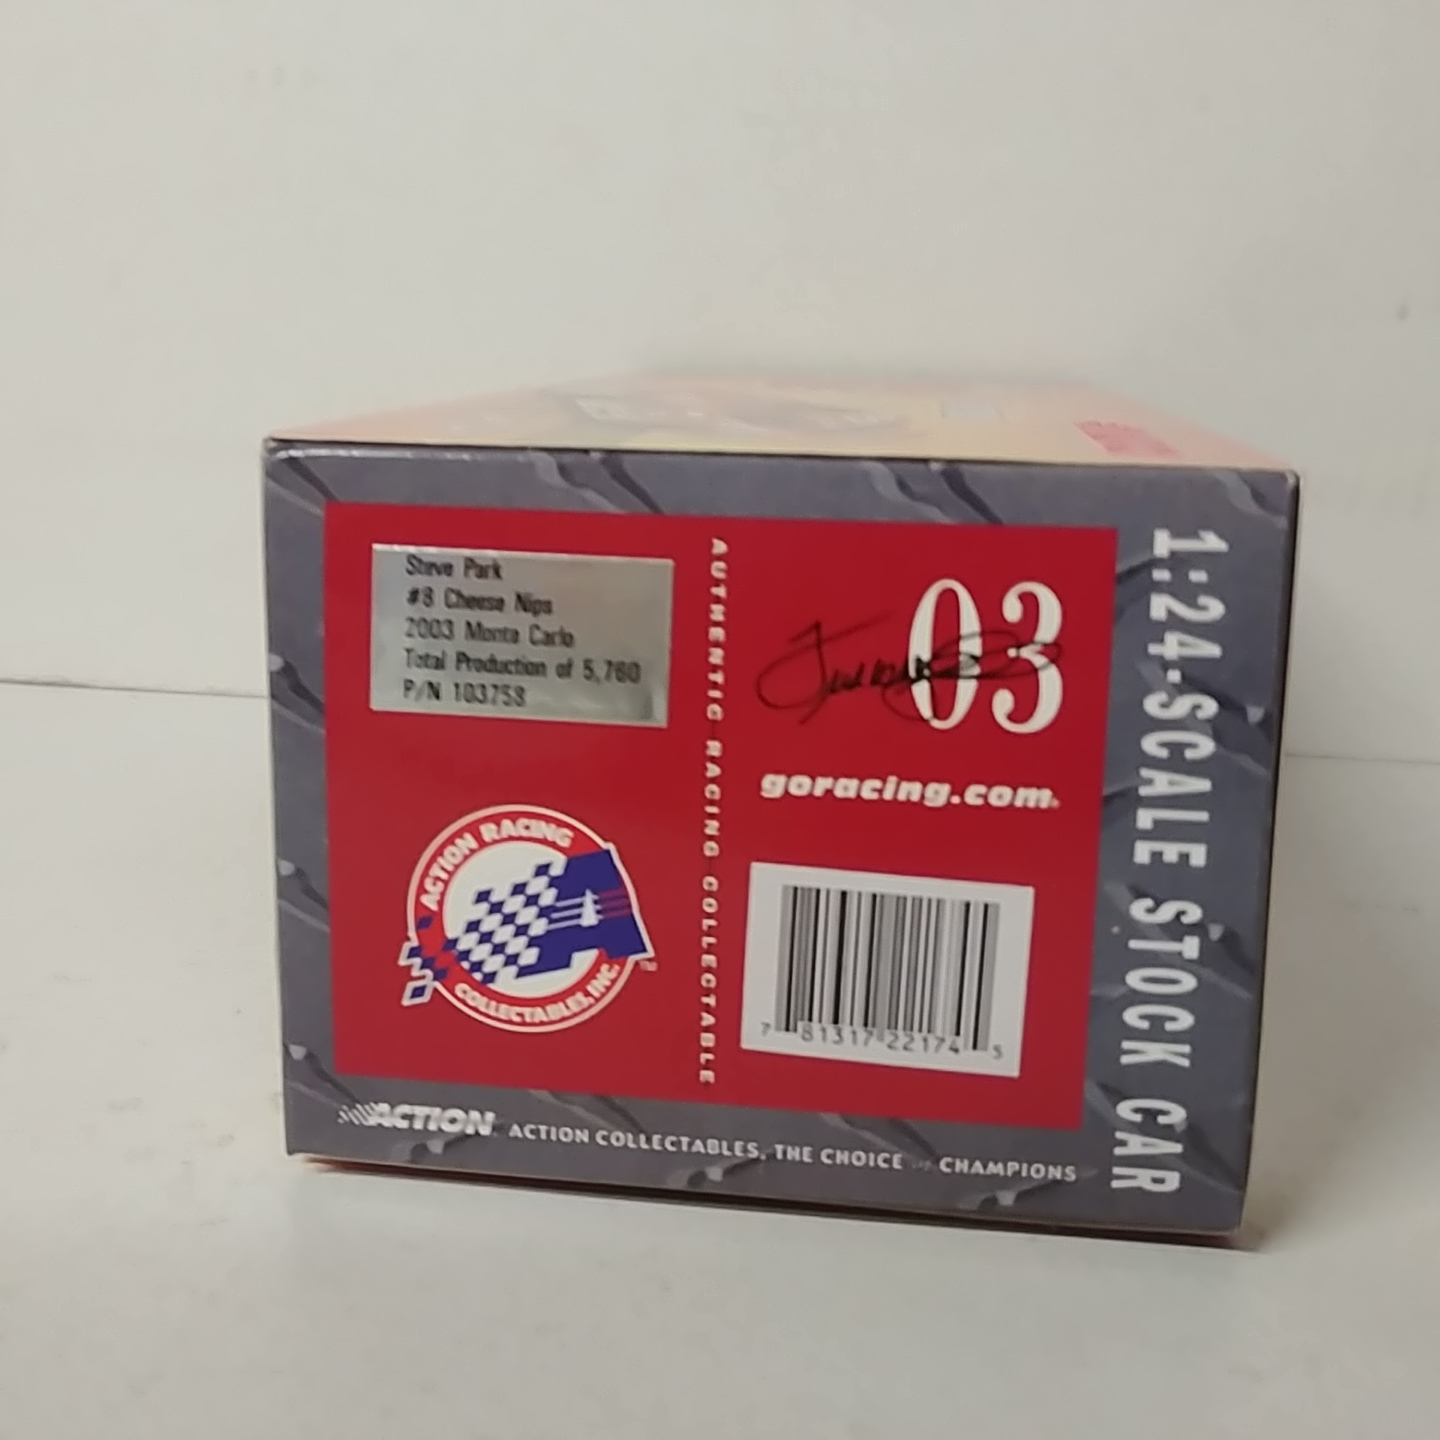 Steve Park
#8 Cheese Nips
2003 Monte Carlo
Total Production of 5,760
P/N 103758
AUTHENTIC RACING COLLECTABLE
03
goracing.com
ACTION RACING
COLLECTABLES, INC.
TM
7 81317 22174 5
1:24-SCALE STOCK CAR
ACTION
ACTION COLLECTABLES, THE CHOICE CHAMPIONS